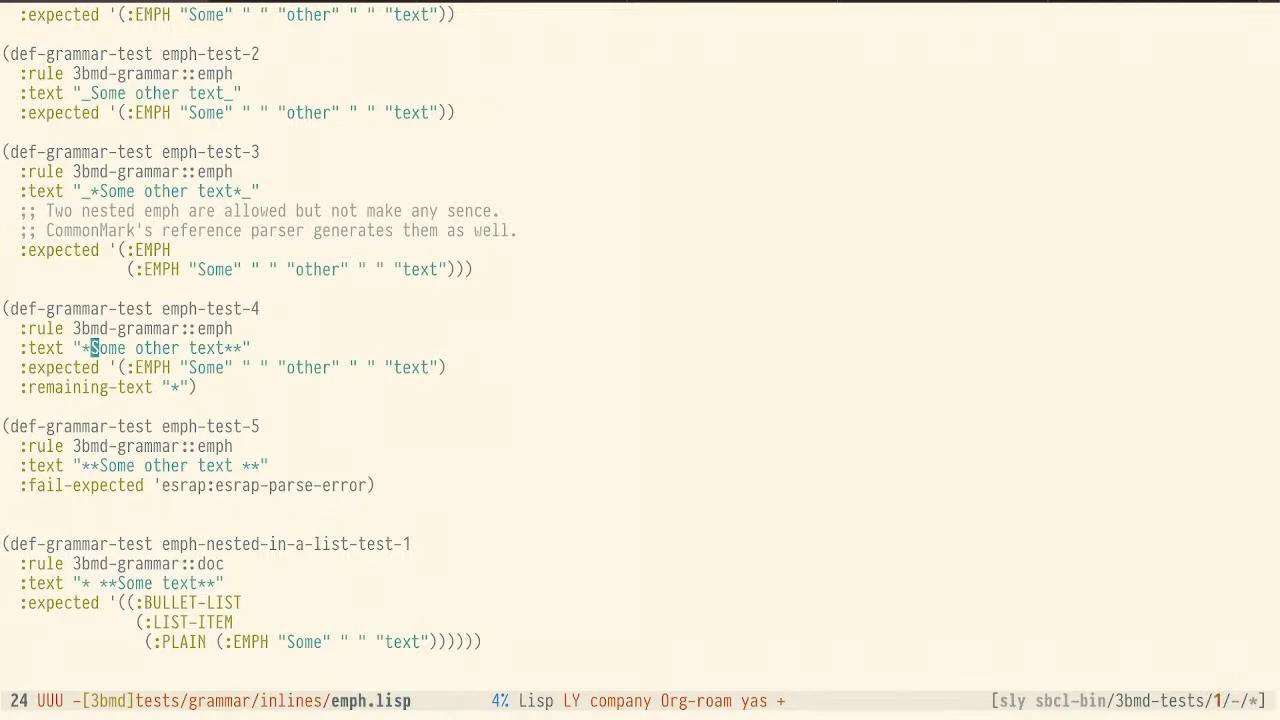 :expected '(:EMPH "Some" " " "other" " " "text"))

(def-grammar-test emph-test-2
  :rule 3bmd-grammar::emph
  :text "_Some other text_"
  :expected '(:EMPH "Some" " " "other" " " "text"))

(def-grammar-test emph-test-3
  :rule 3bmd-grammar::emph
  :text "_*Some other text*_"
  ;; Two nested emph are allowed but not make any sence.
  ;; CommonMark's reference parser generates them as well.
  :expected '(:EMPH
              (:EMPH "Some" " " "other" " " "text")))

(def-grammar-test emph-test-4
  :rule 3bmd-grammar::emph
  :text "*Some other text**"
  :expected '(:EMPH "Some" " " "other" " " "text")
  :remaining-text "*")

(def-grammar-test emph-test-5
  :rule 3bmd-grammar::emph
  :text "**Some other text **"
  :fail-expected 'esrap:esrap-parse-error)

(def-grammar-test emph-nested-in-a-list-test-1
  :rule 3bmd-grammar::doc
  :text "* **Some text**"
  :expected '((:BULLET-LIST
               (:LIST-ITEM
                (:PLAIN (:EMPH "Some" " " "text"))))))

24 UUU -[3bmd]tests/grammar/inlines/emph.lisp 4% Lisp LY company Org-roam yas + [sly sbcl-bin/3bmd-tests/1/-/*]